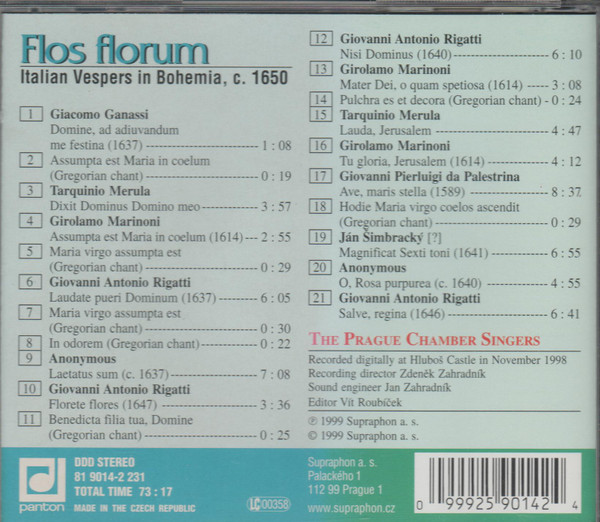 Flos florum
Italian Vespers in Bohemia, c. 1650
1 Giacomo Ganassi
Domine, ad adiuvandum
me festina (1637) 1 : 08
2 Assumpta est Maria in coelum
(Gregorian chant) 0 : 19
3 Tarquinio Merula
Dixit Dominus Domino meo 3 : 57
4 Girolamo Marinoni
Assumpta est Maria in coelum (1614) 2 : 55
5 Maria virgo assumpta est
(Gregorian chant) 0 : 29
6 Giovanni Antonio Rigatti
Laudate pueri Dominum (1637) 6 : 05
7 Maria virgo assumpta est
(Gregorian chant) 0 : 30
8 In odorem (Gregorian chant) 0 : 22
9 Anonymous
Laetatus sum (c. 1637) 7 : 08
10 Giovanni Antonio Rigatti
Florete flores (1647) 3 : 36
11 Benedicta filia tua, Domine
(Gregorian chant) 0 : 25
12 Giovanni Antonio Rigatti
Nisi Dominus (1640) 6 : 10
13 Girolamo Marinoni
Mater Dei, o quam spetiosa (1614) 3 : 08
14 Pulchra es et decora (Gregorian chant) 0 : 24
15 Tarquinio Merula
Lauda, Jerusalem 4 : 47
16 Girolamo Marinoni
Tu gloria, Jerusalem (1614) 4 : 12
17 Giovanni Pierluigi da Palestrina
Ave, maris stella (1589) 8 : 37
18 Hodie Maria virgo coelos ascendit
(Gregorian chant) 0 : 29
19 Ján Šimbracký [?]
Magnificat Sexti toni (1641) 6 : 55
20 Anonymous
O, Rosa purpurea (c. 1640) 4 : 55
21 Giovanni Antonio Rigatti
Salve, regina (1646) 6 : 41
THE PRAGUE CHAMBER SINGERS
Recorded digitally at Hluboš Castle in November 1998
Recording director Zdeněk Zahradník
Sound engineer Jan Zahradník
Editor Vít Roubíček
℗ 1999 Supraphon a. s.
© 1999 Supraphon a. s.
panton
DDD STEREO
81 9014-2 231
TOTAL TIME 73 : 17
MADE IN THE CZECH REPUBLIC
LC 00358
Supraphon a. s.
Palackého 1
112 99 Prague 1
www.supraphon.cz
0 99925 90142 4